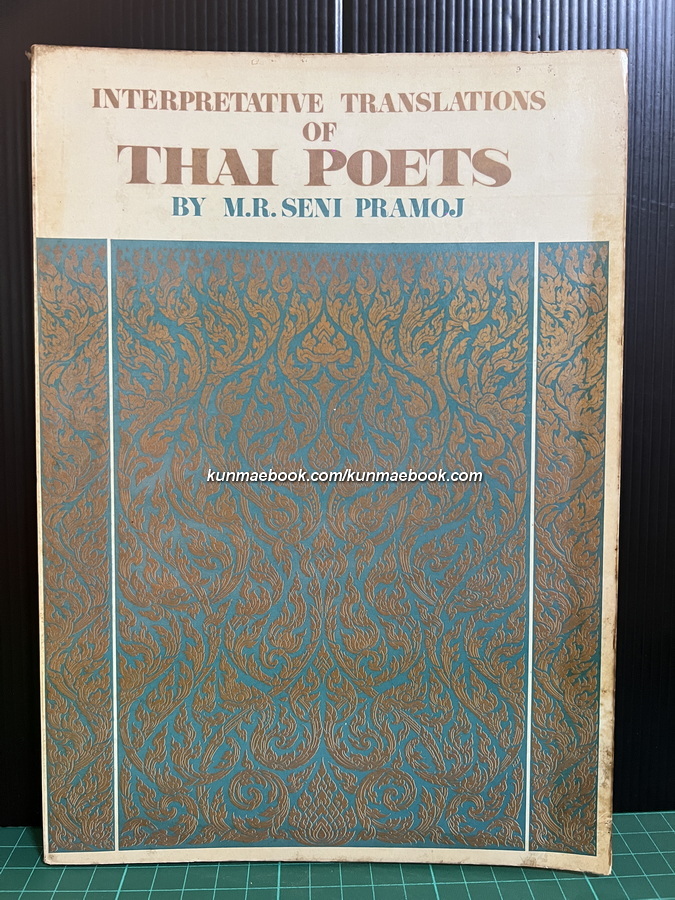 INTERPRETATIVE TRANSLATIONS
OF
THAI POETS
BY M.R. SENI PRAMOJ
kunmaebook.com/kunmaebook.com